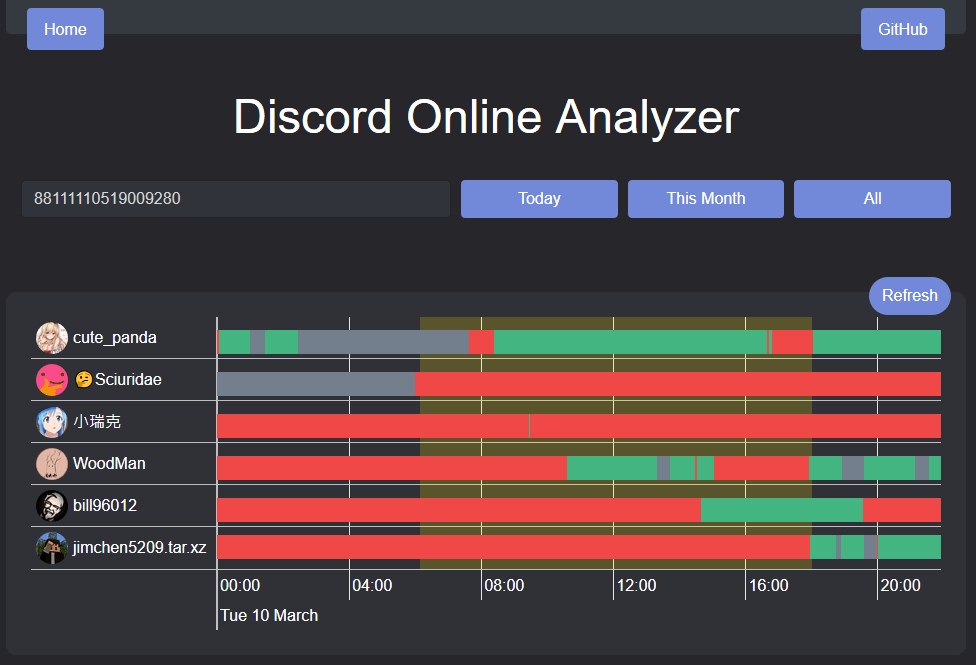 Home
GitHub
Discord Online Analyzer
88111110519009280
Today
This Month
All
Refresh
cute_panda
🤔Sciuridae
小瑞克
WoodMan
bill96012
jimchen5209.tar.xz
00:00
04:00
08:00
12:00
16:00
20:00
Tue 10 March